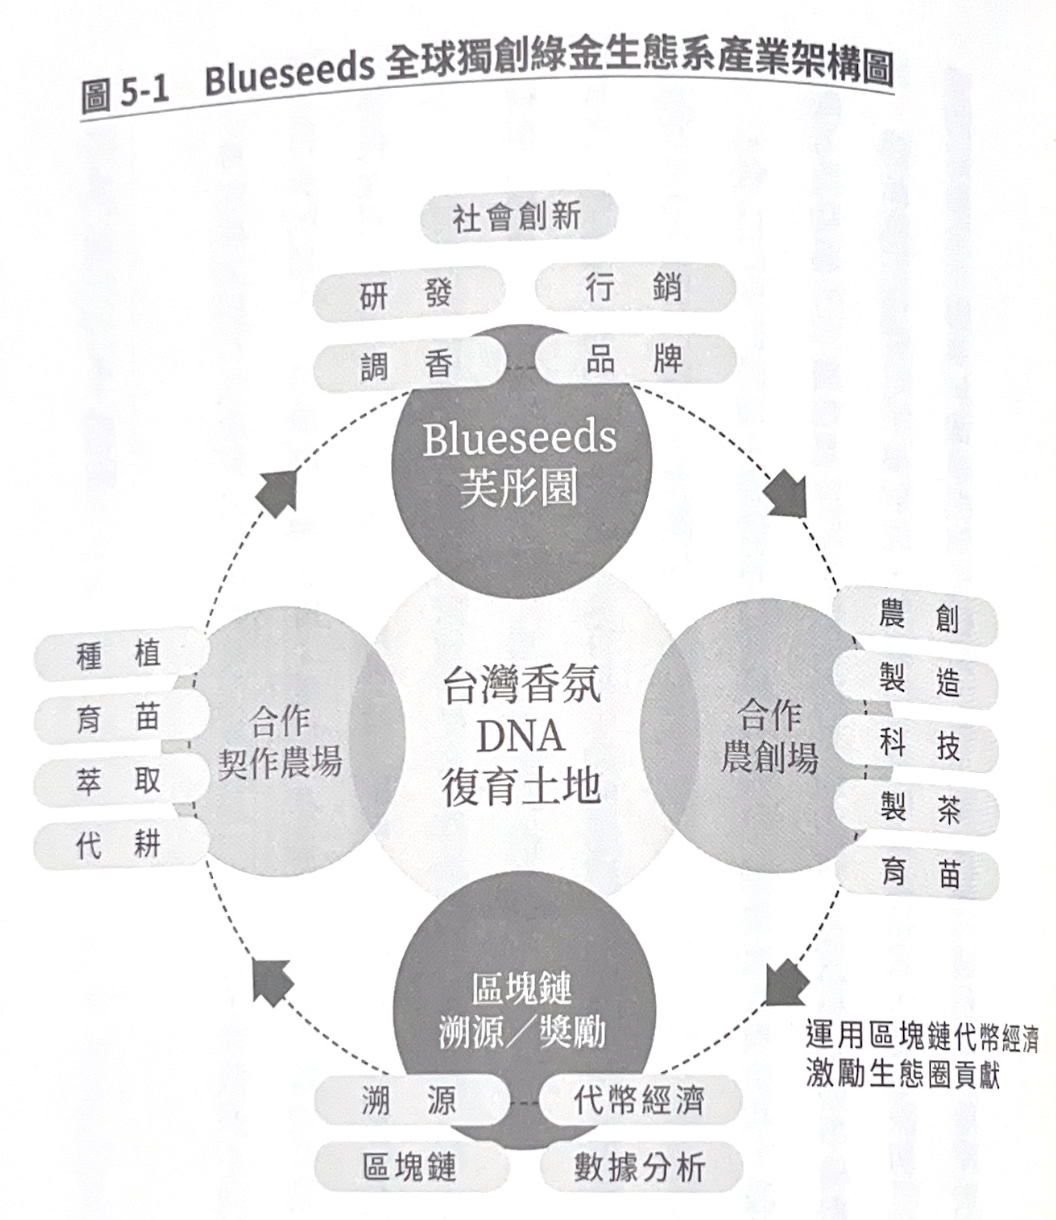 圖 5-1 Blueseeds 全球獨創綠金生態系產業架構圖
社會創新
研 發
行 銷
調 香
品 牌
Blueseeds
芙彤園
種 植
育 苗
萃 取
代 耕
合作
契作農場
台灣香氛
DNA
復育土地
合作
農創場
農 創
製 造
科 技
製 茶
育 苗
區塊鏈
溯源／獎勵
溯 源
代幣經濟
區塊鏈
數據分析
運用區塊鏈代幣經濟
激勵生態圈貢獻